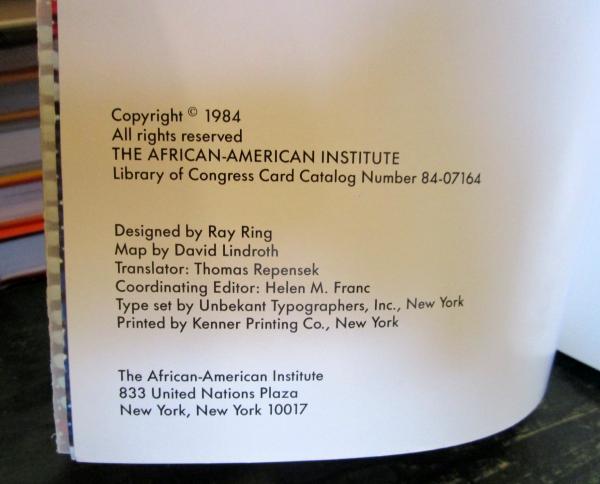 Copyright © 1984
All rights reserved
THE AFRICAN-AMERICAN INSTITUTE
Library of Congress Card Catalog Number 84-07164
Designed by Ray Ring
Map by David Lindroth
Translator: Thomas Repensek
Coordinating Editor: Helen M. Franc
Type set by Unbekant Typographers, Inc., New York
Printed by Kenner Printing Co., New York
The African-American Institute
833 United Nations Plaza
New York, New York 10017